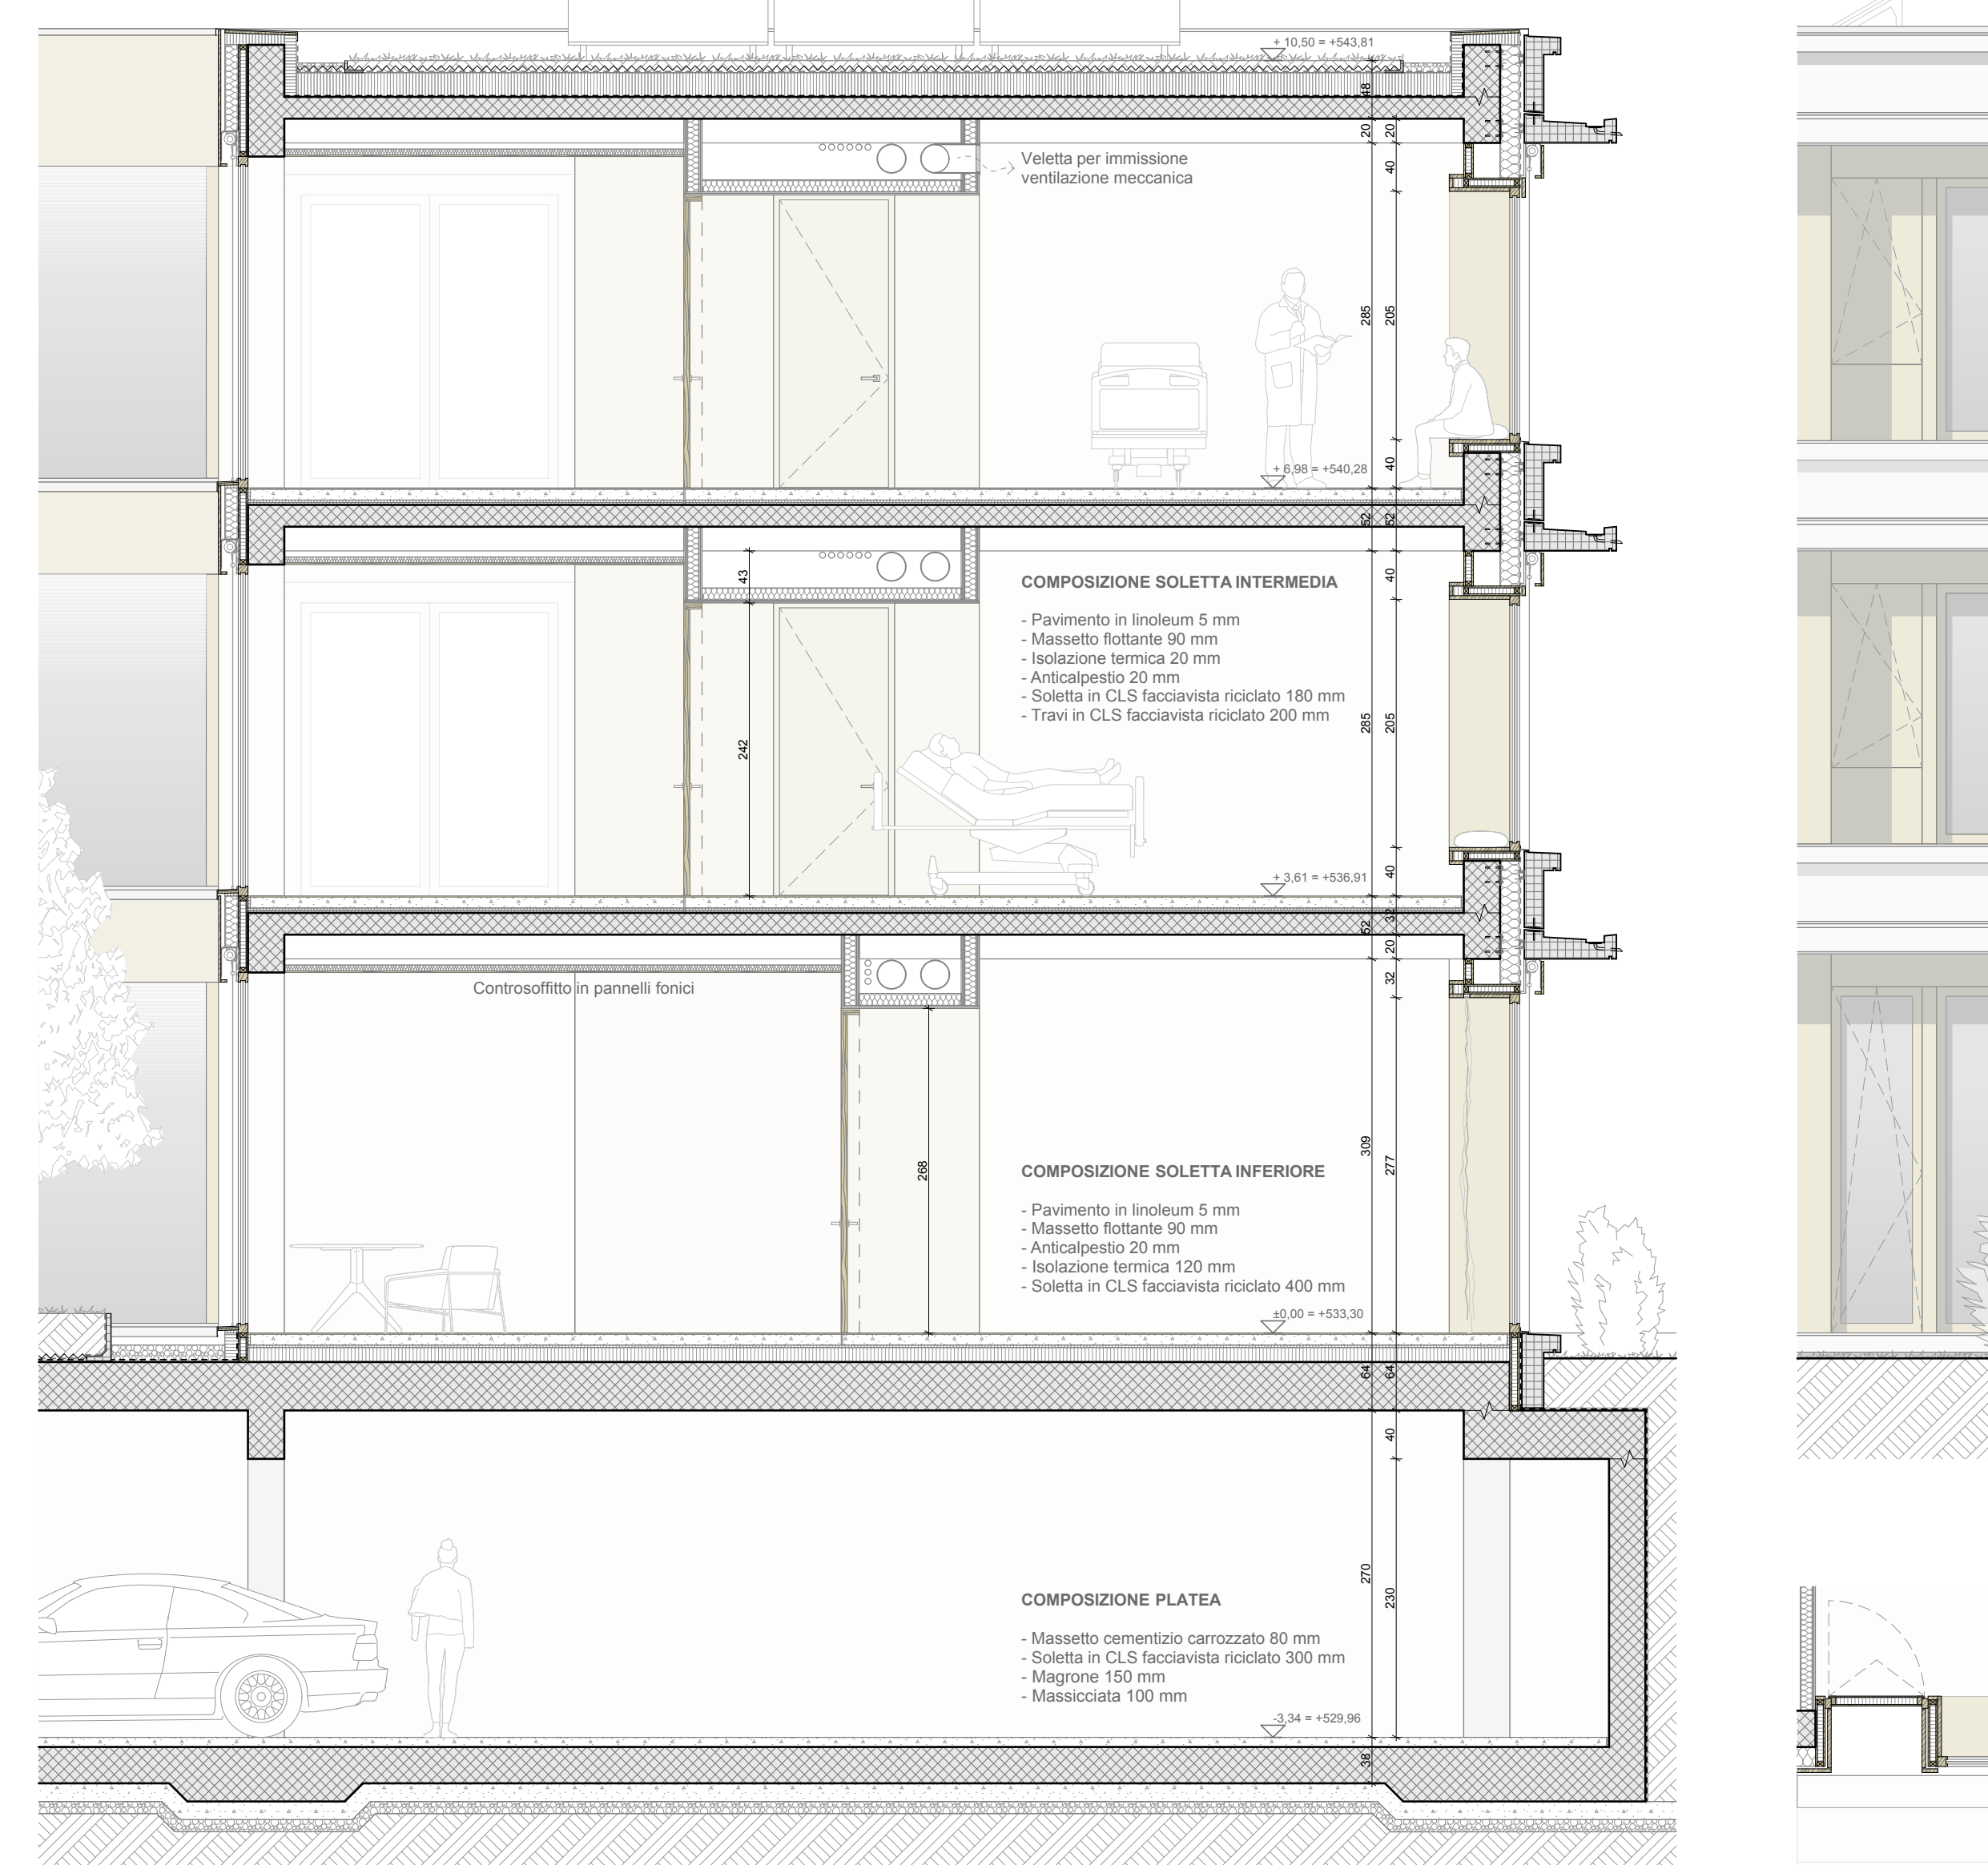 + 10,50 = +543,81
48
20
20
Veletta per immissione
ventilazione meccanica
40
285
205
40
+ 6,98 = +540,28
52
52
43
40
COMPOSIZIONE SOLETTA INTERMEDIA
- Pavimento in linoleum 5 mm
- Massetto flottante 90 mm
- Isolazione termica 20 mm
- Anticalpestio 20 mm
- Soletta in CLS facciavista riciclato 180 mm
- Travi in CLS facciavista riciclato 200 mm
242
285
205
40
+ 3,61 = +536,91
52
32
20
32
Controsoffitto in pannelli fonici
268
309
277
COMPOSIZIONE SOLETTA INFERIORE
- Pavimento in linoleum 5 mm
- Massetto flottante 90 mm
- Anticalpestio 20 mm
- Isolazione termica 120 mm
- Soletta in CLS facciavista riciclato 400 mm
±0,00 = +533,30
64
64
40
270
230
COMPOSIZIONE PLATEA
- Massetto cementizio carrozzato 80 mm
- Soletta in CLS facciavista riciclato 300 mm
- Magrone 150 mm
- Massicciata 100 mm
-3,34 = +529,96
38